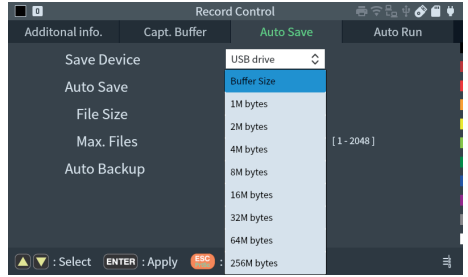 0 Record Control
Additonal info. Capt. Buffer Auto Save Auto Run
Save Device USB drive
Auto Save Buffer Size
1M bytes
File Size
2M bytes
Max. Files 4M bytes [ 1 - 2048 ]
Auto Backup 8M bytes
16M bytes
32M bytes
64M bytes
: Select ENTER : Apply ESC : 256M bytes